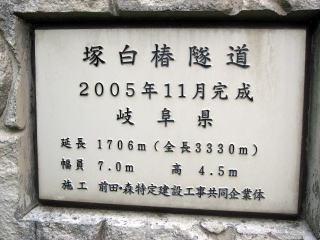 塚白椿隧道
2005年11月完成
岐阜県
延長 1706m（全長3330m）
幅員 7.0m 高 4.5m
施工 前田・森特定建設工事共同企業体